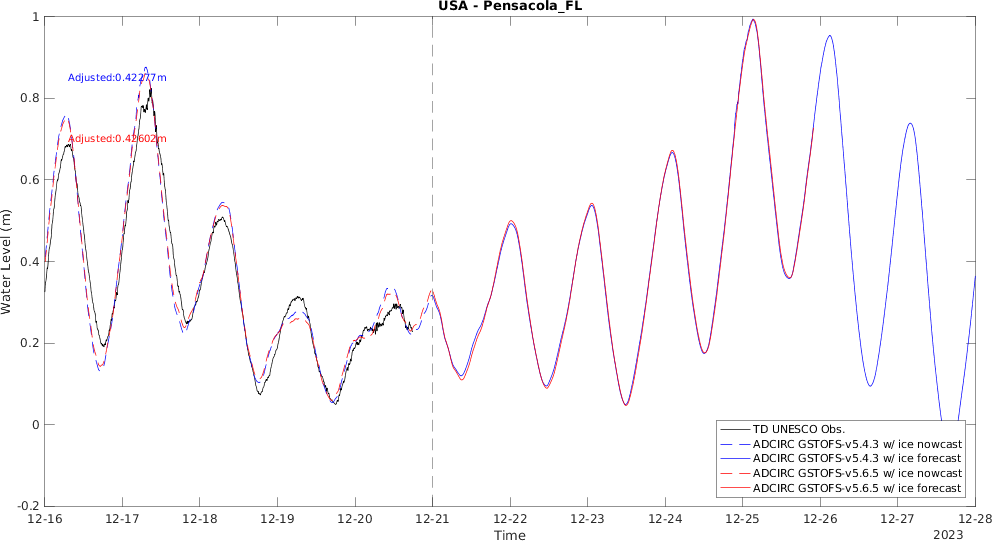 USA - Pensacola_FL
1
0.8
0.6
0.4
0.2
0
-0.2
Water Level (m)
Adjusted:0.42277m
Adjusted:0.42602m
TD UNESCO Obs.
ADCIRC GSTOFS-v5.4.3 w/ ice nowcast
ADCIRC GSTOFS-v5.4.3 w/ ice forecast
ADCIRC GSTOFS-v5.6.5 w/ ice nowcast
ADCIRC GSTOFS-v5.6.5 w/ ice forecast
12-16 12-17 12-18 12-19 12-20 12-21 12-22 12-23 12-24 12-25 12-26 12-27 12-28
Time
2023